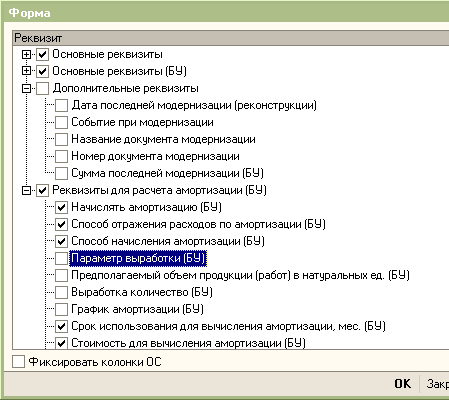 Форма
Реквизит
Основные реквизиты
Основные реквизиты (БУ)
Дополнительные реквизиты
Дата последней модернизации (реконструкции)
Событие при модернизации
Название документа модернизации
Номер документа модернизации
Сумма последней модернизации (БУ)
Реквизиты для расчета амортизации (БУ)
Начислять амортизацию (БУ)
Способ отражения расходов по амортизации (БУ)
Способ начисления амортизации (БУ)
Параметр выработки (БУ)
Предполагаемый объем продукции (работ) в натуральных ед. (БУ)
Выработка количество (БУ)
График амортизации (БУ)
Срок использования для вычисления амортизации, мес. (БУ)
Стоимость для вычисления амортизации (БУ)
Фиксировать колонки ОС
OK Закр